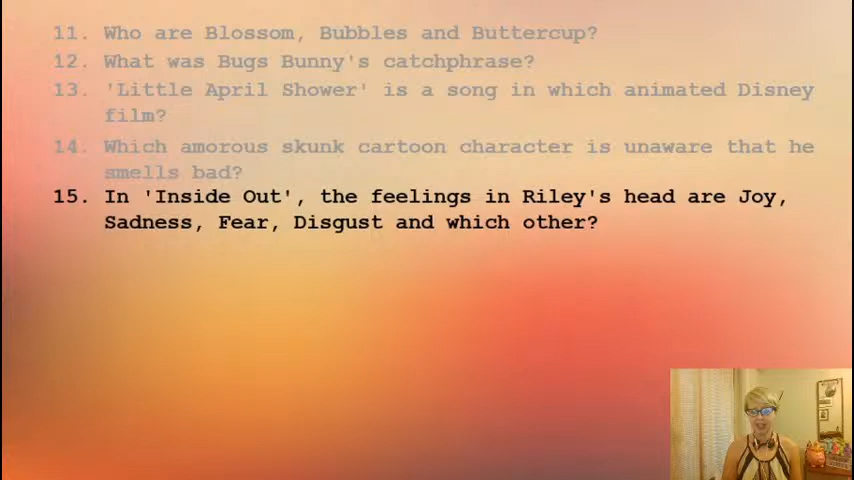 11. Who are Blossom, Bubbles and Buttercup?
12. What was Bugs Bunny's catchphrase?
13. 'Little April Shower' is a song in which animated Disney
film?
14. Which amorous skunk cartoon character is unaware that he
smells bad?
15. In 'Inside Out', the feelings in Riley's head are Joy,
Sadness, Fear, Disgust and which other?